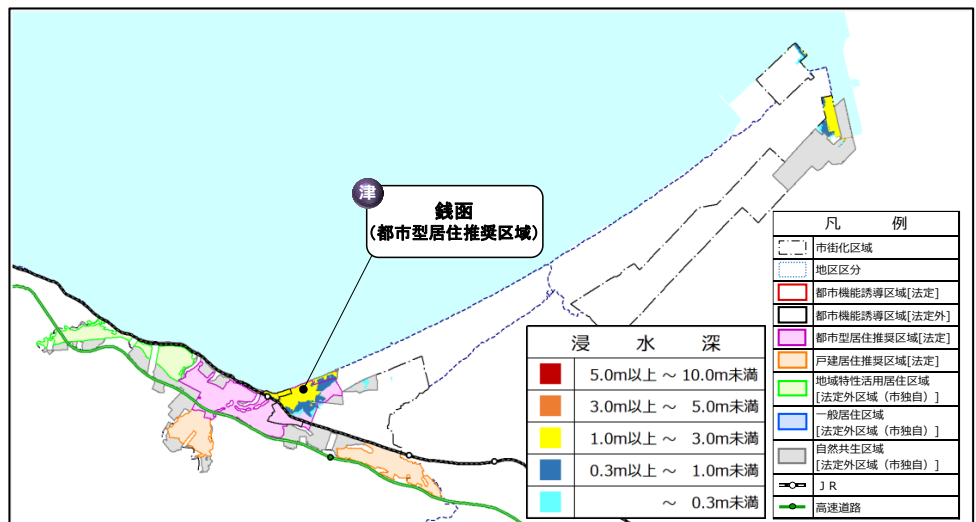 津
銭函
(都市型居住推奨区域)
凡 例
市街化区域
地区区分
都市機能誘導区域[法定]
都市機能誘導区域[法定外]
都市型居住推奨区域[法定]
戸建居住推奨区域[法定]
地域特性活用居住区域
[法定外区域（市独自）]
一般居住区域
[法定外区域（市独自）]
自然共生区域
[法定外区域（市独自）]
ＪＲ
高速道路
浸 水 深
5.0m以上 ～ 10.0m未満
3.0m以上 ～ 5.0m未満
1.0m以上 ～ 3.0m未満
0.3m以上 ～ 1.0m未満
～ 0.3m未満